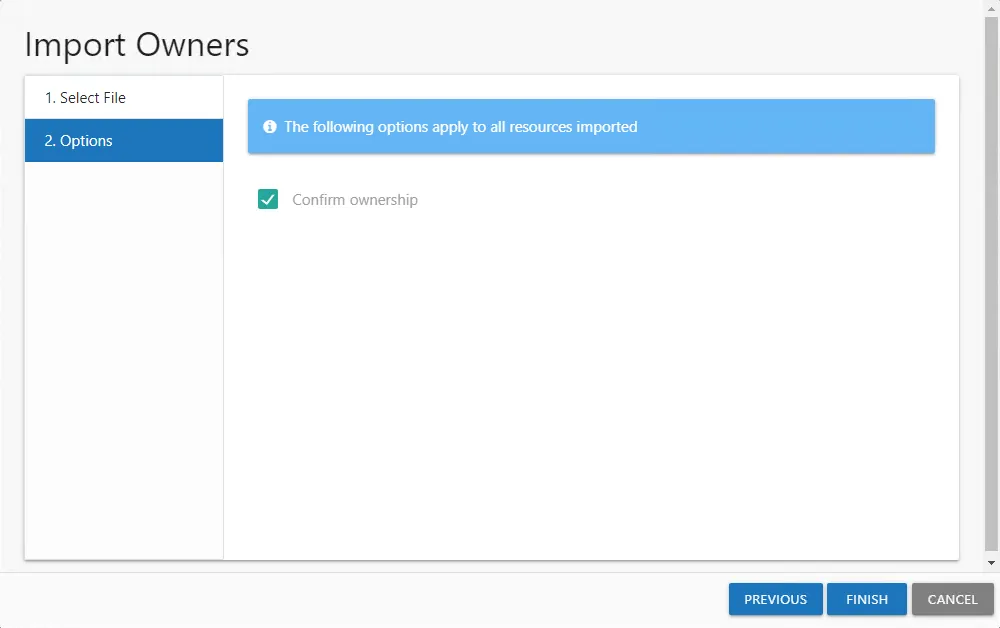 Import Owners
1. Select File
2. Options
The following options apply to all resources imported
Confirm ownership
PREVIOUS
FINISH
CANCEL